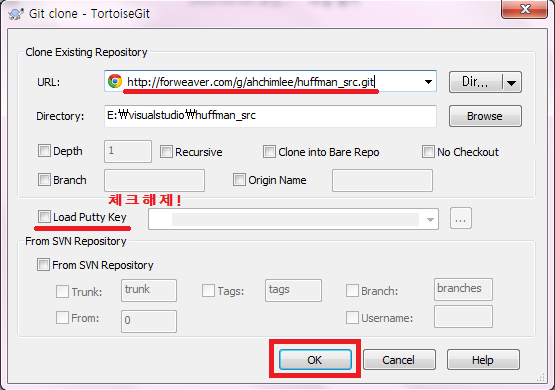 Git clone - TortoiseGit
Clone Existing Repository
URL: http://forweaver.com/g/ahchimlee/huffman_src.git Dir...
Directory: E:₩visualstudio₩huffman_src Browse
Depth 1 Recursive Clone into Bare Repo No Checkout
Branch Origin Name
체크해제!
Load Putty Key ...
From SVN Repository
From SVN Repository
Trunk: trunk Tags: tags Branch: branches
From: 0 Username:
OK Cancel Help